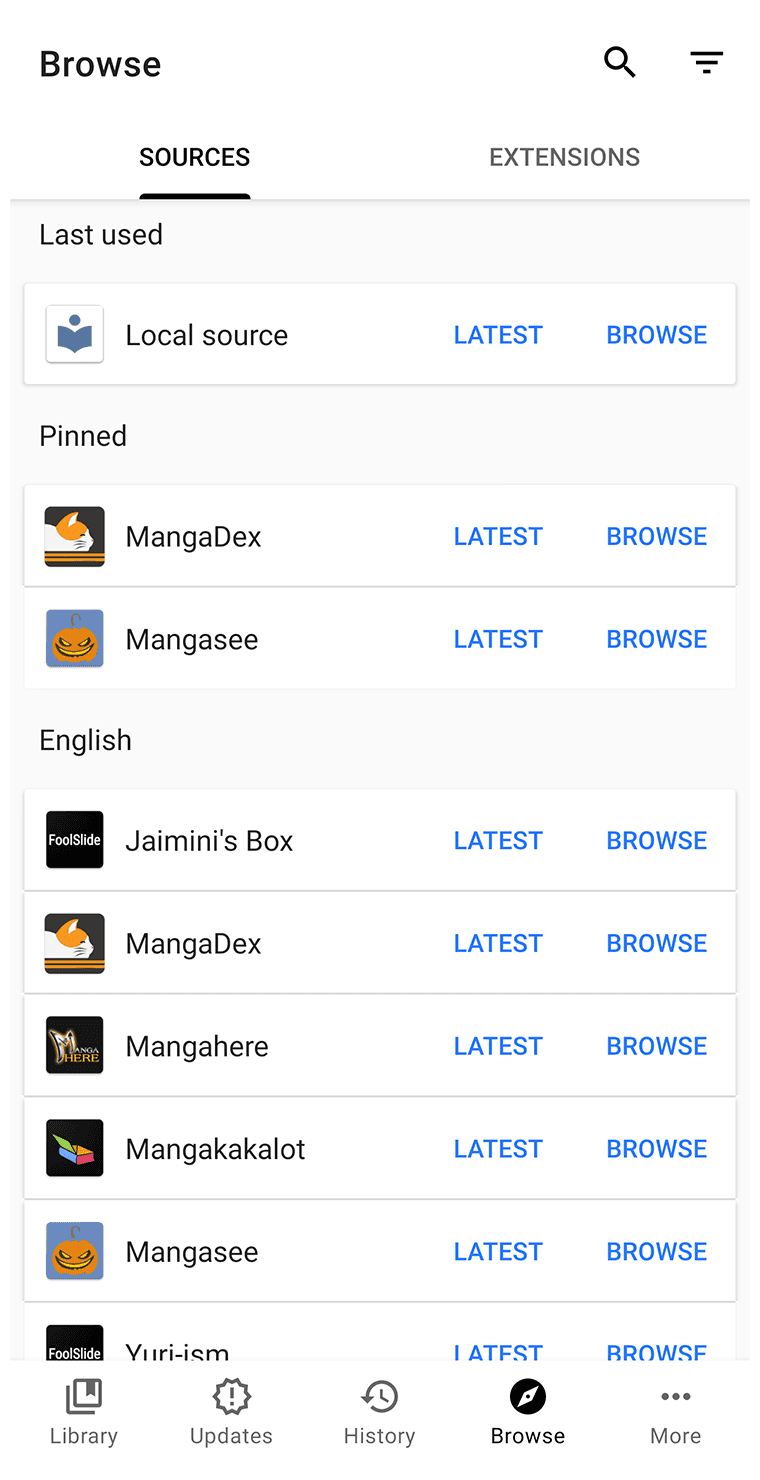 Browse
SOURCES EXTENSIONS
Last used
Local source LATEST BROWSE
Pinned
MangaDex LATEST BROWSE
Mangasee LATEST BROWSE
English
FoolSlide Jaimini's Box LATEST BROWSE
MangaDex LATEST BROWSE
MANGA HERE Mangahere LATEST BROWSE
Mangakakalot LATEST BROWSE
Mangasee LATEST BROWSE
FoolSlide Yuri-ism LATEST BROWSE
Library Updates History Browse More